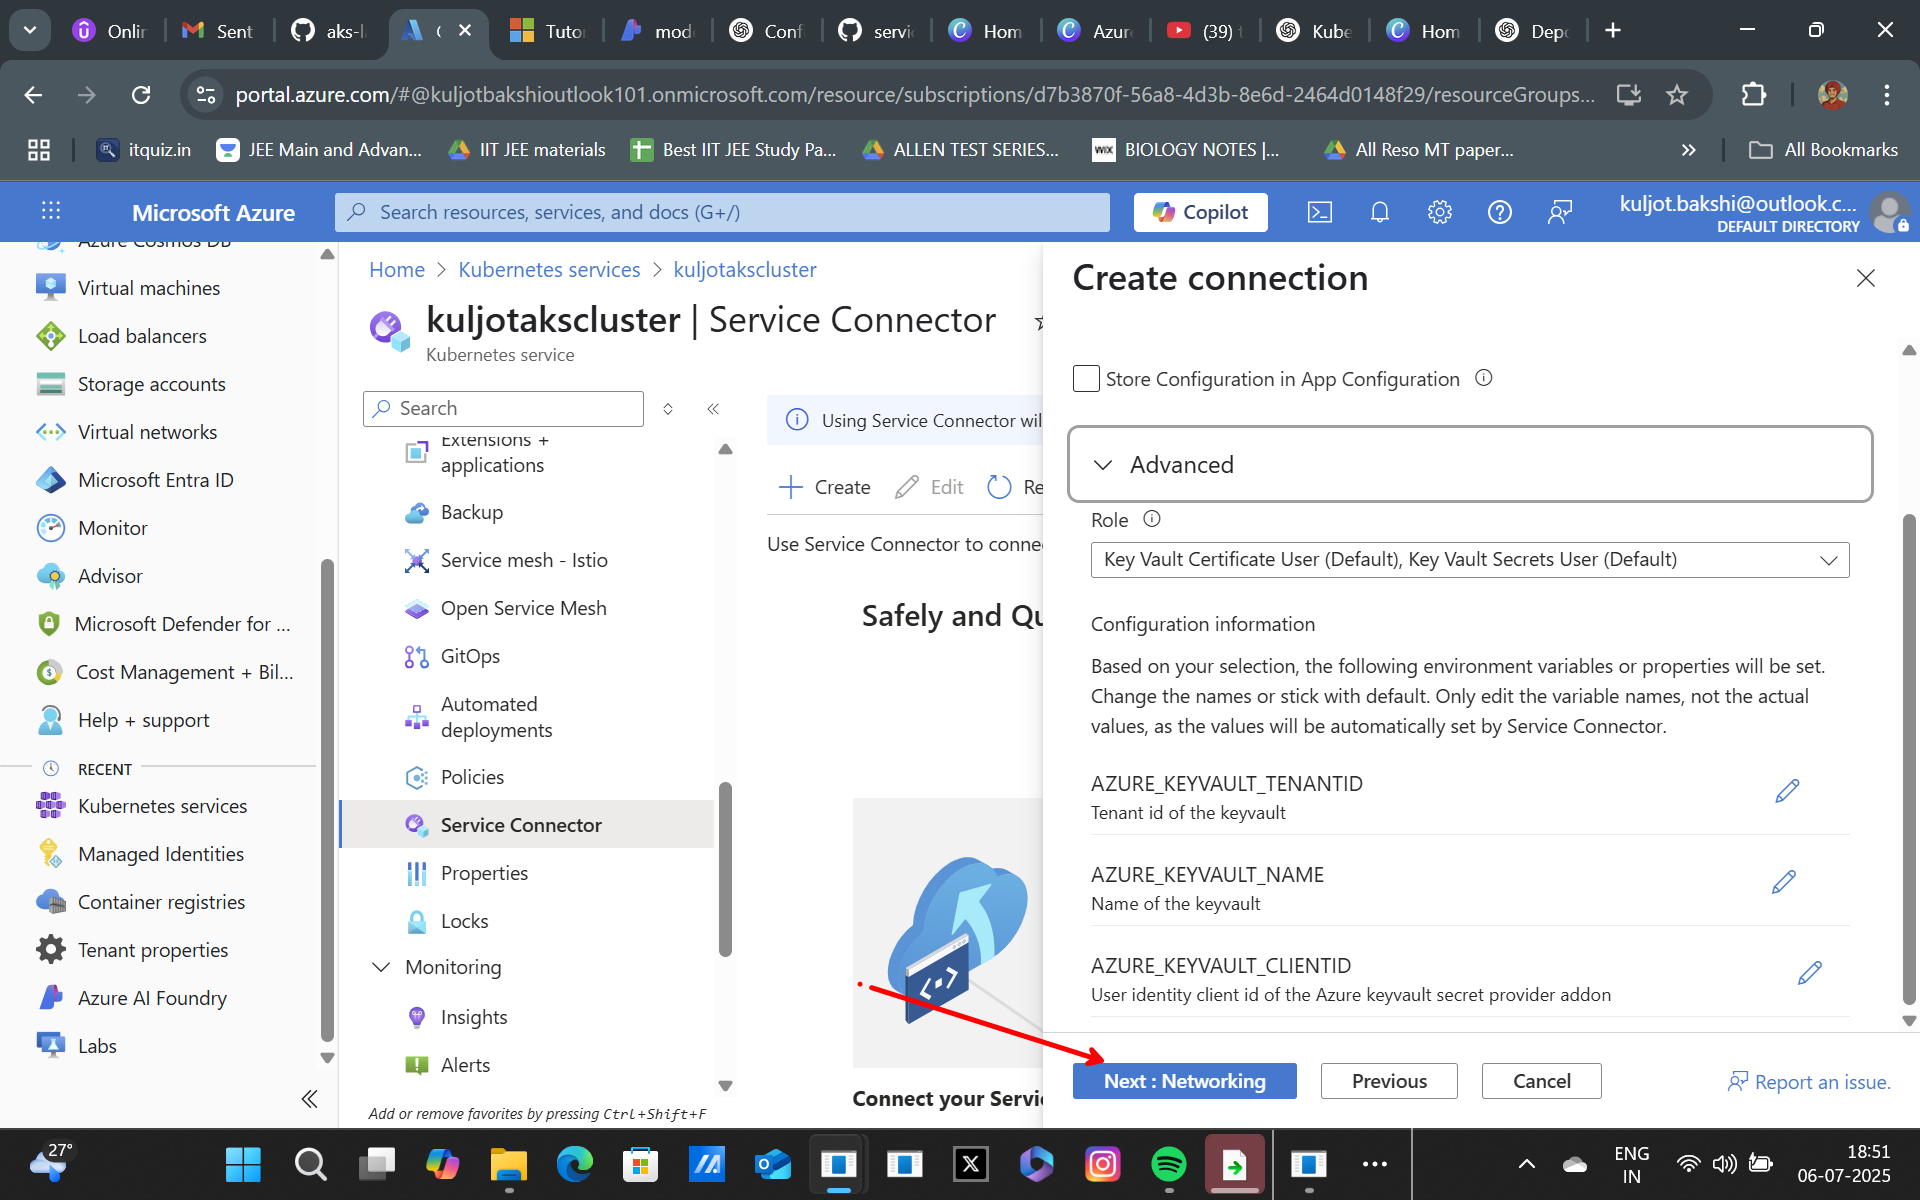 Onlin
Sent
aks-l
(
Tuto
mode
Conf
servi
Hom
Azur
(39) t
Kube
Hom
Depo
portal.azure.com/#@kuljotbakshioutlook101.onmicrosoft.com/resource/subscriptions/d7b3870f-56a8-4d3b-8e6d-2464d0148f29/resourceGroups...
itquiz.in
JEE Main and Advan...
IIT JEE materials
Best IIT JEE Study Pa...
ALLEN TEST SERIES...
WIX
BIOLOGY NOTES |...
All Reso MT paper...
All Bookmarks
Microsoft Azure
Search resources, services, and docs (G+/)
Copilot
kuljot.bakshi@outlook.c...
DEFAULT DIRECTORY
Azure Cosmos DB
Virtual machines
Load balancers
Storage accounts
Virtual networks
Microsoft Entra ID
Monitor
Advisor
Microsoft Defender for ...
Cost Management + Bil...
Help + support
RECENT
Kubernetes services
Managed Identities
Container registries
Tenant properties
Azure AI Foundry
Labs
Home > Kubernetes services > kuljotakscluster
kuljotakscluster | Service Connector
Kubernetes service
Search
Extensions +
applications
Backup
Service mesh - Istio
Open Service Mesh
GitOps
Automated
deployments
Policies
Service Connector
Properties
Locks
Monitoring
Insights
Alerts
Add or remove favorites by pressing Ctrl+Shift+F
Using Service Connector wil
Create
Edit
Re
Use Service Connector to conne
Safely and Qu
Connect your Servi
Create connection
Store Configuration in App Configuration
Advanced
Role
Key Vault Certificate User (Default), Key Vault Secrets User (Default)
Configuration information
Based on your selection, the following environment variables or properties will be set.
Change the names or stick with default. Only edit the variable names, not the actual
values, as the values will be automatically set by Service Connector.
AZURE_KEYVAULT_TENANTID
Tenant id of the keyvault
AZURE_KEYVAULT_NAME
Name of the keyvault
AZURE_KEYVAULT_CLIENTID
User identity client id of the Azure keyvault secret provider addon
Next : Networking
Previous
Cancel
Report an issue.
27°
ENG
IN
18:51
06-07-2025